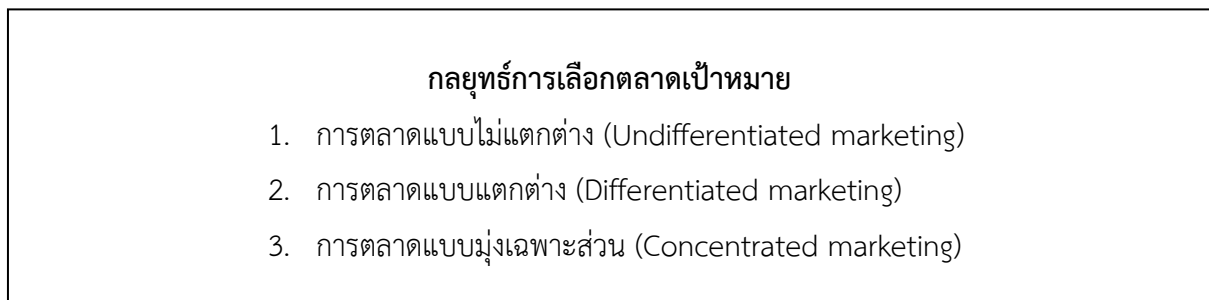 กลยุทธ์การเลือกตลาดเป้าหมาย
1. การตลาดแบบไม่แตกต่าง (Undifferentiated marketing)
2. การตลาดแบบแตกต่าง (Differentiated marketing)
3. การตลาดแบบมุ่งเฉพาะส่วน (Concentrated marketing)